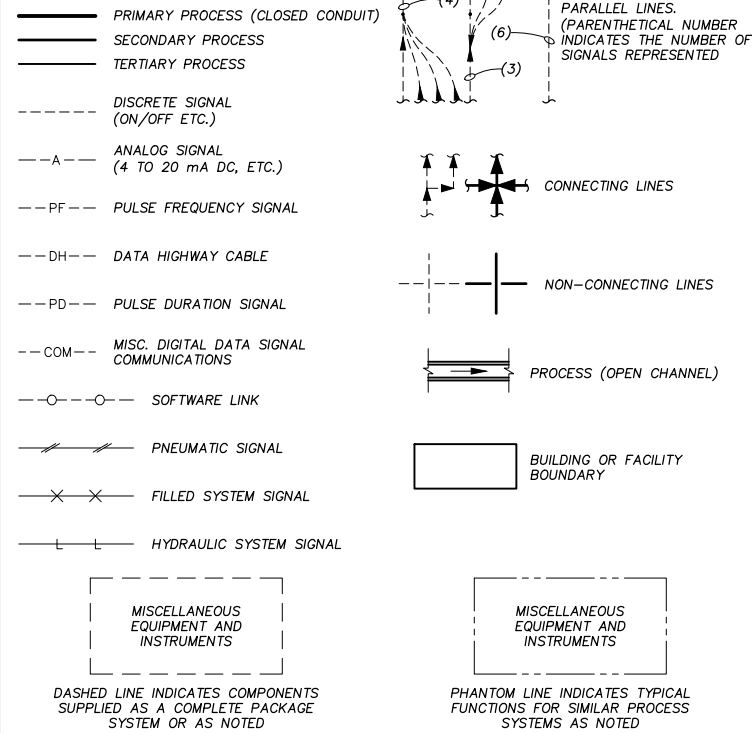 PRIMARY PROCESS (CLOSED CONDUIT)
SECONDARY PROCESS
TERTIARY PROCESS
DISCRETE SIGNAL
(ON/OFF ETC.)
A
ANALOG SIGNAL
(4 TO 20 mA DC, ETC.)
PF
PULSE FREQUENCY SIGNAL
DH
DATA HIGHWAY CABLE
PD
PULSE DURATION SIGNAL
COM
MISC. DIGITAL DATA SIGNAL
COMMUNICATIONS
SOFTWARE LINK
PNEUMATIC SIGNAL
FILLED SYSTEM SIGNAL
L L
HYDRAULIC SYSTEM SIGNAL
MISCELLANEOUS
EQUIPMENT AND
INSTRUMENTS
DASHED LINE INDICATES COMPONENTS
SUPPLIED AS A COMPLETE PACKAGE
SYSTEM OR AS NOTED
(4)
(6)
(3)
PARALLEL LINES.
(PARENTHETICAL NUMBER
INDICATES THE NUMBER OF
SIGNALS REPRESENTED
CONNECTING LINES
NON-CONNECTING LINES
PROCESS (OPEN CHANNEL)
BUILDING OR FACILITY
BOUNDARY
MISCELLANEOUS
EQUIPMENT AND
INSTRUMENTS
PHANTOM LINE INDICATES TYPICAL
FUNCTIONS FOR SIMILAR PROCESS
SYSTEMS AS NOTED